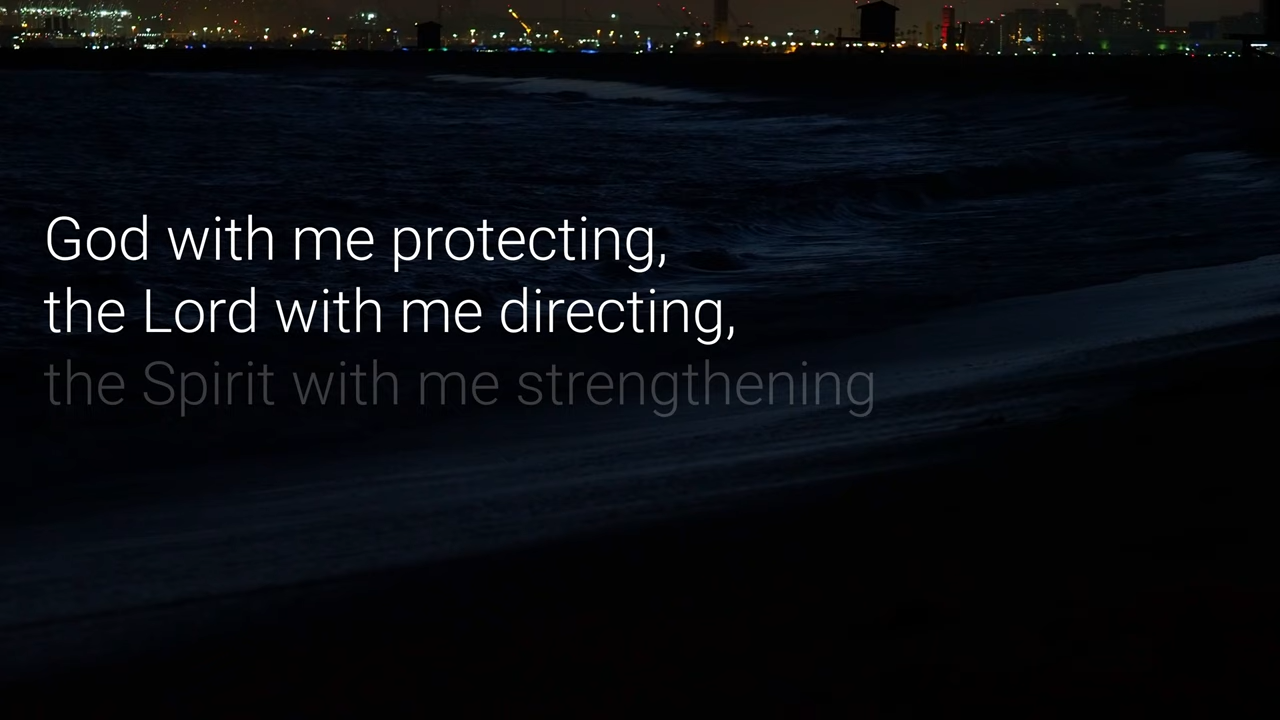 God with me protecting,
the Lord with me directing,
the Spirit with me strengthening